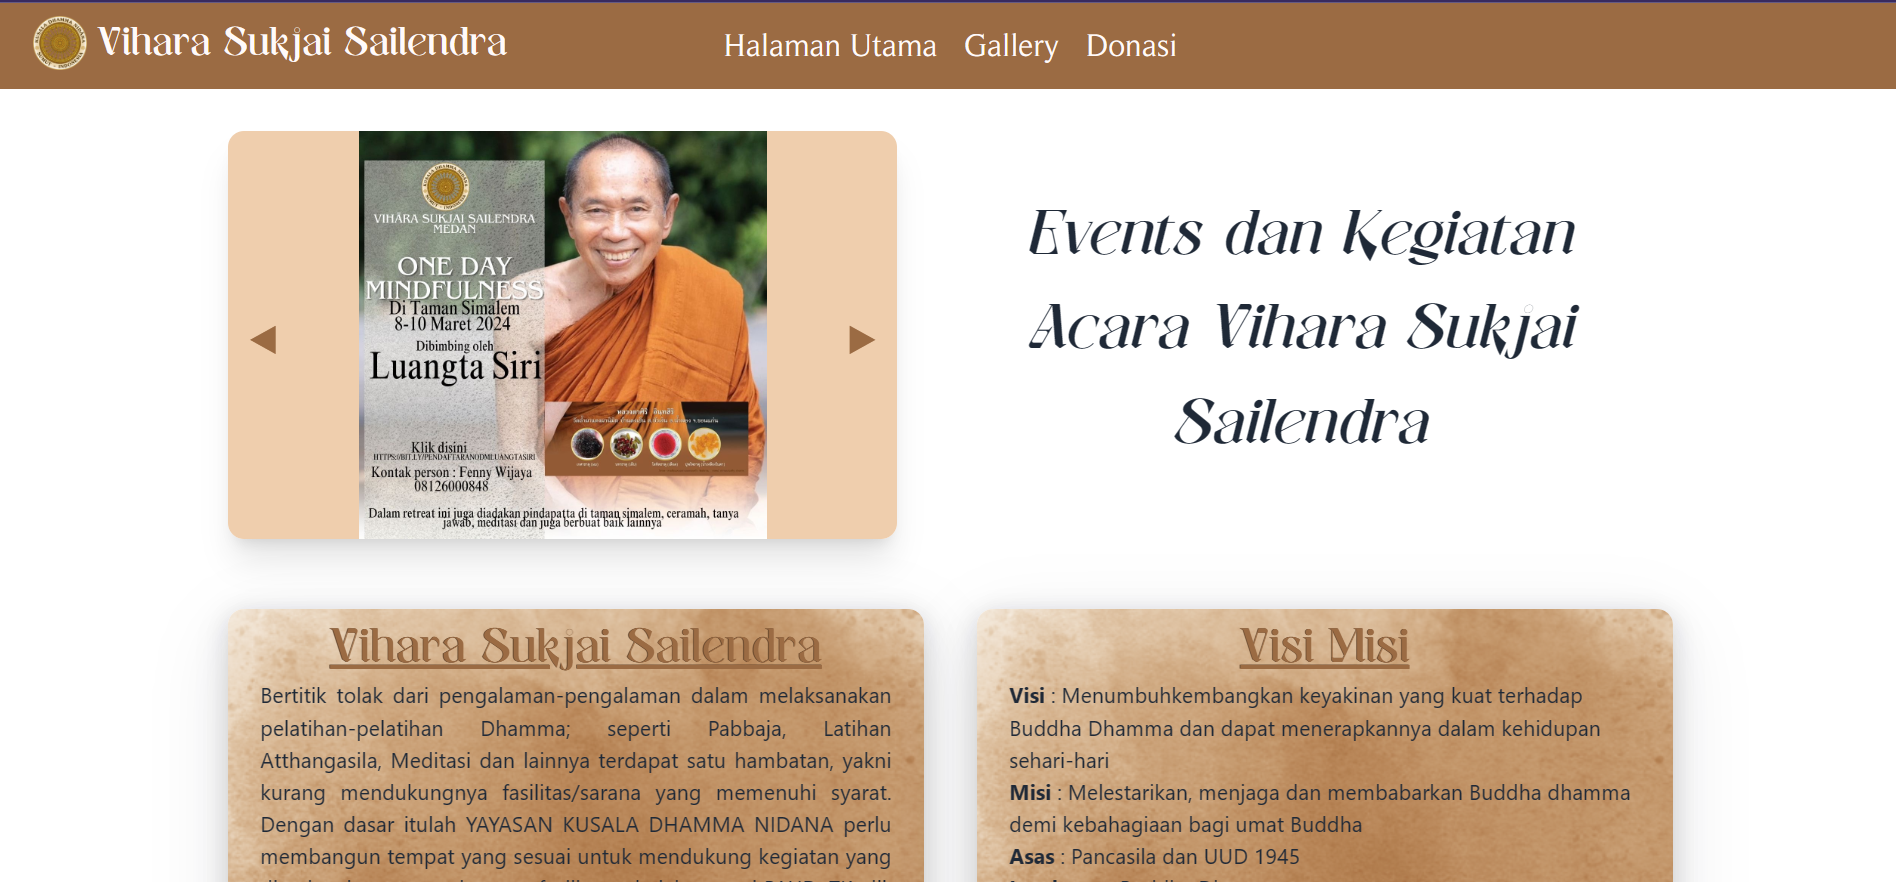 Vihara Sukjai Sailendra
Halaman Utama Gallery Donasi
VIHĀRA SUKJAI SAILENDRA
MEDAN
ONE DAY
MINDFULNESS
Di Taman Simalem
8-10 Maret 2024
Dibimbing oleh
Luangta Siri
Klik disini
HTTPS://BIT.LY/PENDAFTARANODMLUANGTASIRI
Kontak person : Fenny Wijaya
08126000848
Dalam retreat ini juga diadakan pindapatta di taman simalem, ceramah, tanya
jawab, meditasi dan juga berbuat baik lainnya
Events dan Kegiatan
Acara Vihara Sukjai
Sailendra
Vihara Sukjai Sailendra
Bertitik tolak dari pengalaman-pengalaman dalam melaksanakan
pelatihan-pelatihan Dhamma; seperti Pabbaja, Latihan
Atthangasila, Meditasi dan lainnya terdapat satu hambatan, yakni
kurang mendukungnya fasilitas/sarana yang memenuhi syarat.
Dengan dasar itulah YAYASAN KUSALA DHAMMA NIDANA perlu
membangun tempat yang sesuai untuk mendukung kegiatan yang
Visi Misi
Visi : Menumbuhkembangkan keyakinan yang kuat terhadap
Buddha Dhamma dan dapat menerapkannya dalam kehidupan
sehari-hari
Misi : Melestarikan, menjaga dan membabarkan Buddha dhamma
demi kebahagiaan bagi umat Buddha
Asas : Pancasila dan UUD 1945